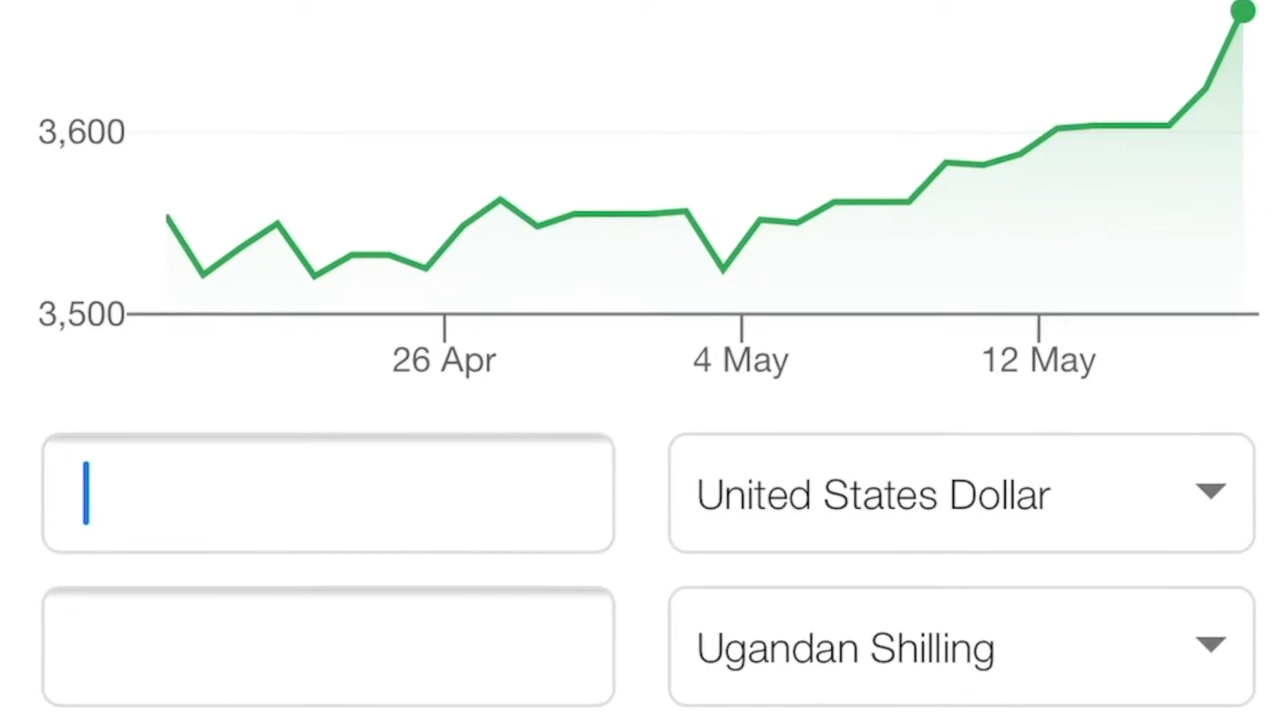 3,600
3,500
26 Apr 4 May 12 May
United States Dollar
Ugandan Shilling